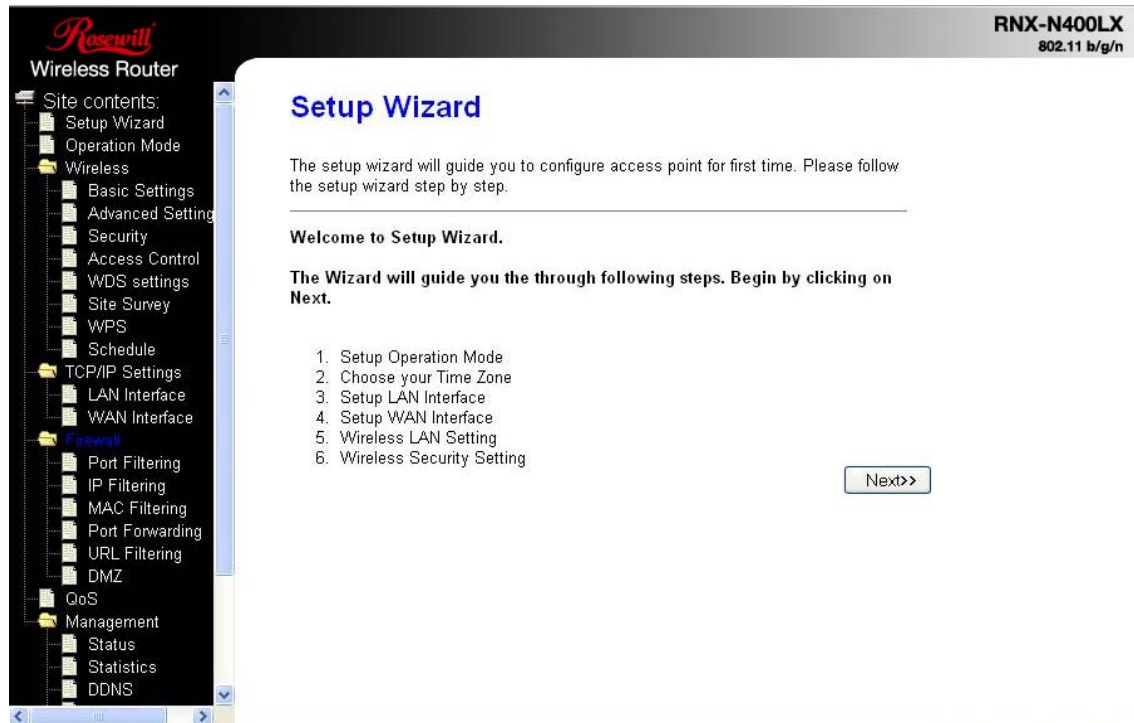 Rosewill
Wireless Router
RNX-N400LX
802.11 b/g/n
Site contents:
Setup Wizard
Operation Mode
Wireless
Basic Settings
Advanced Setting
Security
Access Control
WDS settings
Site Survey
WPS
Schedule
TCP/IP Settings
LAN Interface
WAN Interface
Firewall
Port Filtering
IP Filtering
MAC Filtering
Port Forwarding
URL Filtering
DMZ
QoS
Management
Status
Statistics
DDNS
Setup Wizard
The setup wizard will guide you to configure access point for first time. Please follow
the setup wizard step by step.
Welcome to Setup Wizard.
The Wizard will guide you the through following steps. Begin by clicking on
Next.
1. Setup Operation Mode
2. Choose your Time Zone
3. Setup LAN Interface
4. Setup WAN Interface
5. Wireless LAN Setting
6. Wireless Security Setting
Next>>